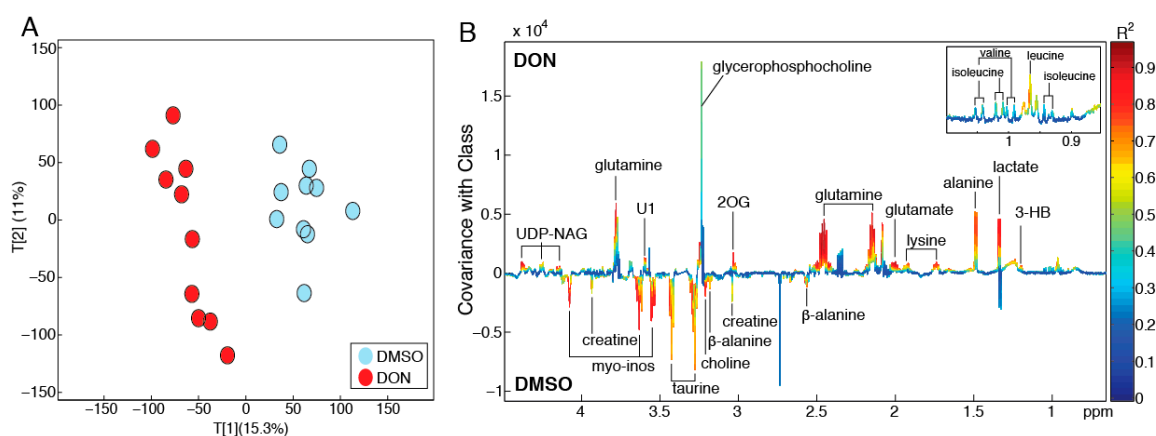 A
150
100
50
0
−50
−100
−150
T[2] (11%)
−150 −100 −50 0 50 100 150
T[1](15.3%)
DMSO
DON
B
x 10⁴
1.5
1
0.5
0
−0.5
−1
Covariance with Class
DON
glycerophosphocholine
glutamine
U1
2OG
UDP-NAG
glutamine
glutamate
lysine
alanine
lactate
3-HB
creatine
myo-inos
taurine
choline
β-alanine
creatine
β-alanine
DMSO
4 3.5 3 2.5 2 1.5 1 ppm
valine
leucine
isoleucine
isoleucine
1 0.9
R²
0.9
0.8
0.7
0.6
0.5
0.4
0.3
0.2
0.1
0